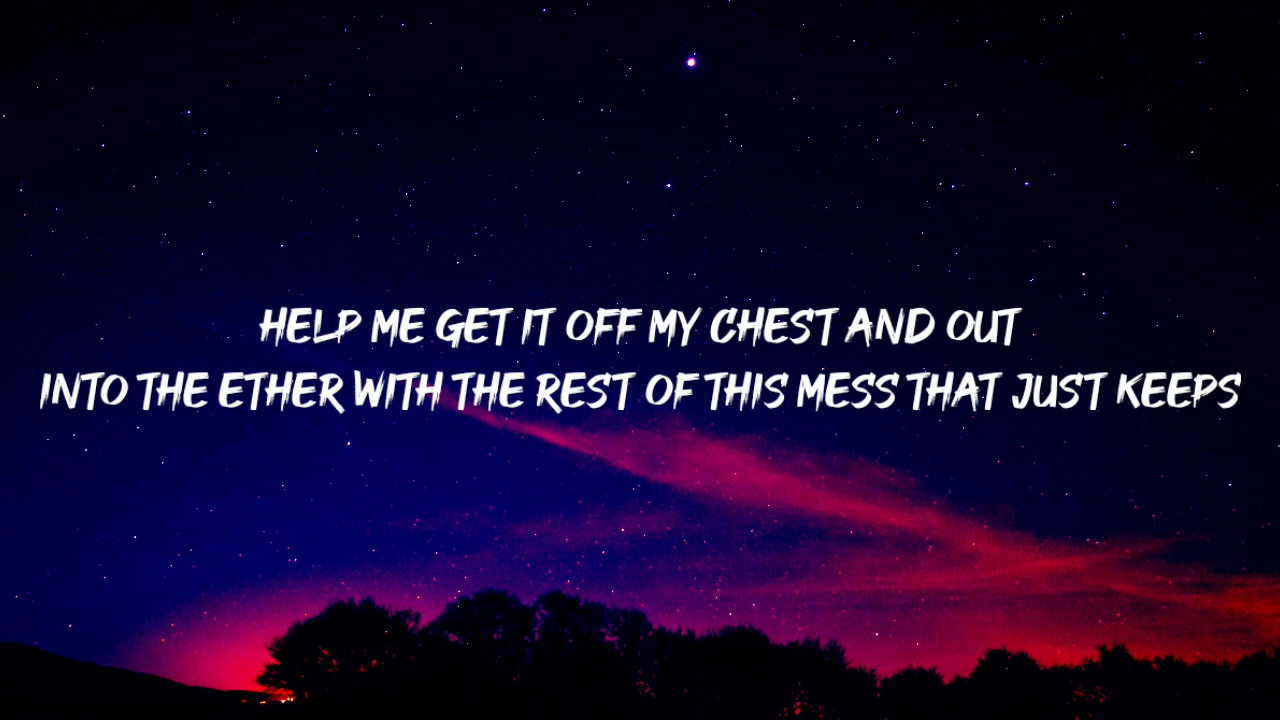 HELP ME GET IT OFF MY CHEST AND OUT
INTO THE ETHER WITH THE REST OF THIS MESS THAT JUST KEEPS